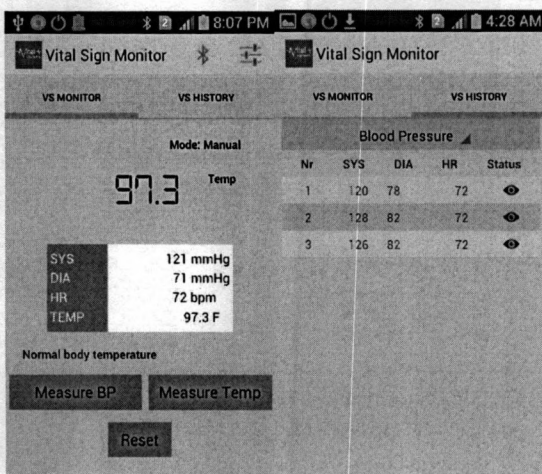 8:07 PM
Vital Sign Monitor
VS MONITOR VS HISTORY
Mode: Manual
97.3 Temp
SYS 121 mmHg
DIA 71 mmHg
HR 72 bpm
TEMP 97.3 F
Normal body temperature
Measure BP Measure Temp
Reset
2 4:28 AM
Vital Sign Monitor
VS MONITOR VS HISTORY
Blood Pressure
Nr SYS DIA HR Status
1 120 78 72
2 128 82 72
3 126 82 72